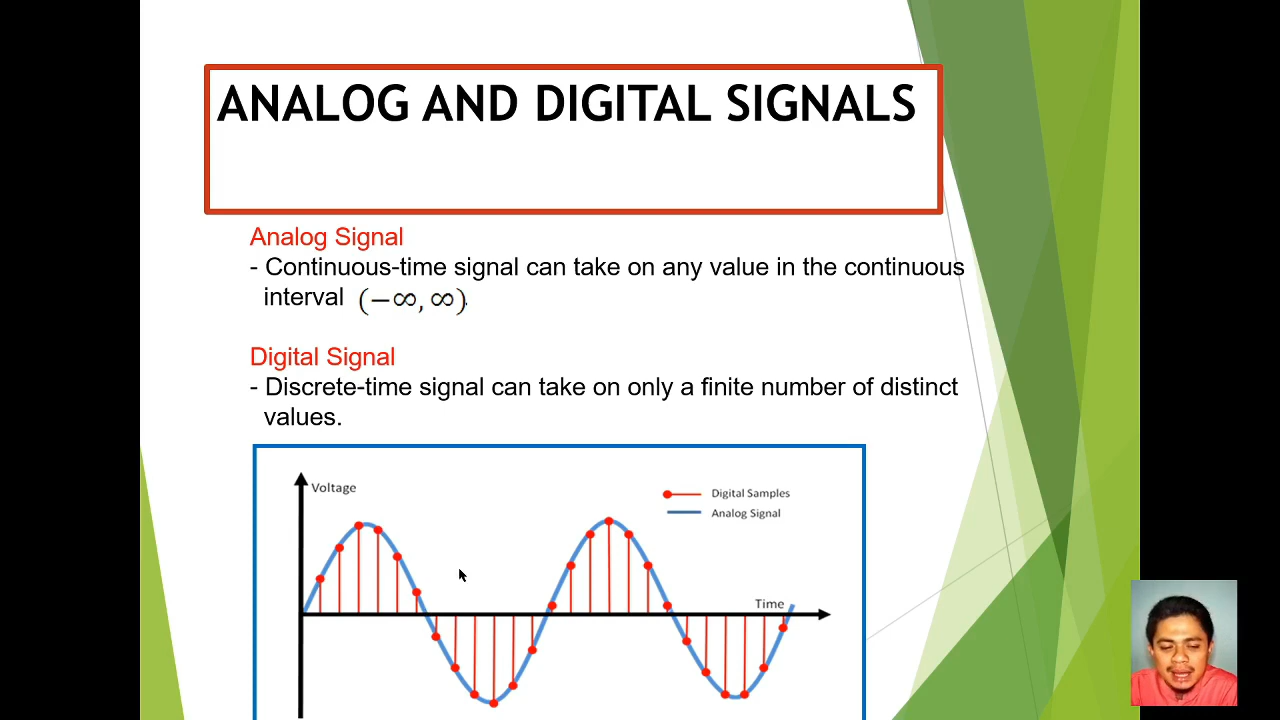 ANALOG AND DIGITAL SIGNALS
Analog Signal
- Continuous-time signal can take on any value in the continuous
interval (−∞, ∞).
Digital Signal
- Discrete-time signal can take on only a finite number of distinct
values.
Voltage
Digital Samples
Analog Signal
Time